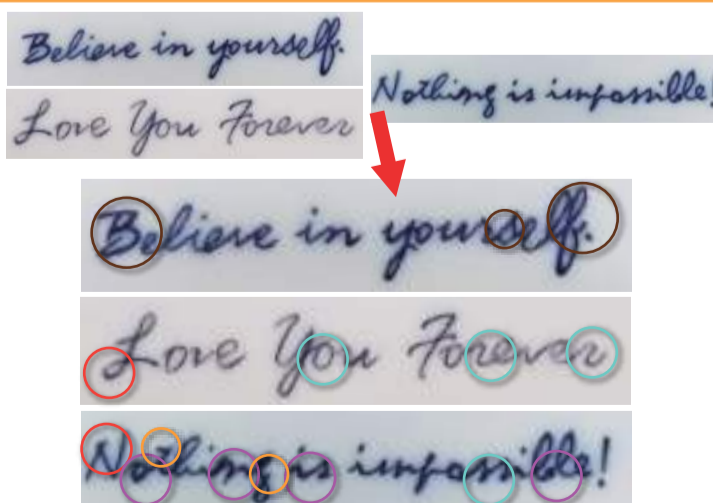 Believe in yourself.
Love You Forever
Nothing is impossible!
Believe in yourself.
Love You Forever
Nothing is impossible!